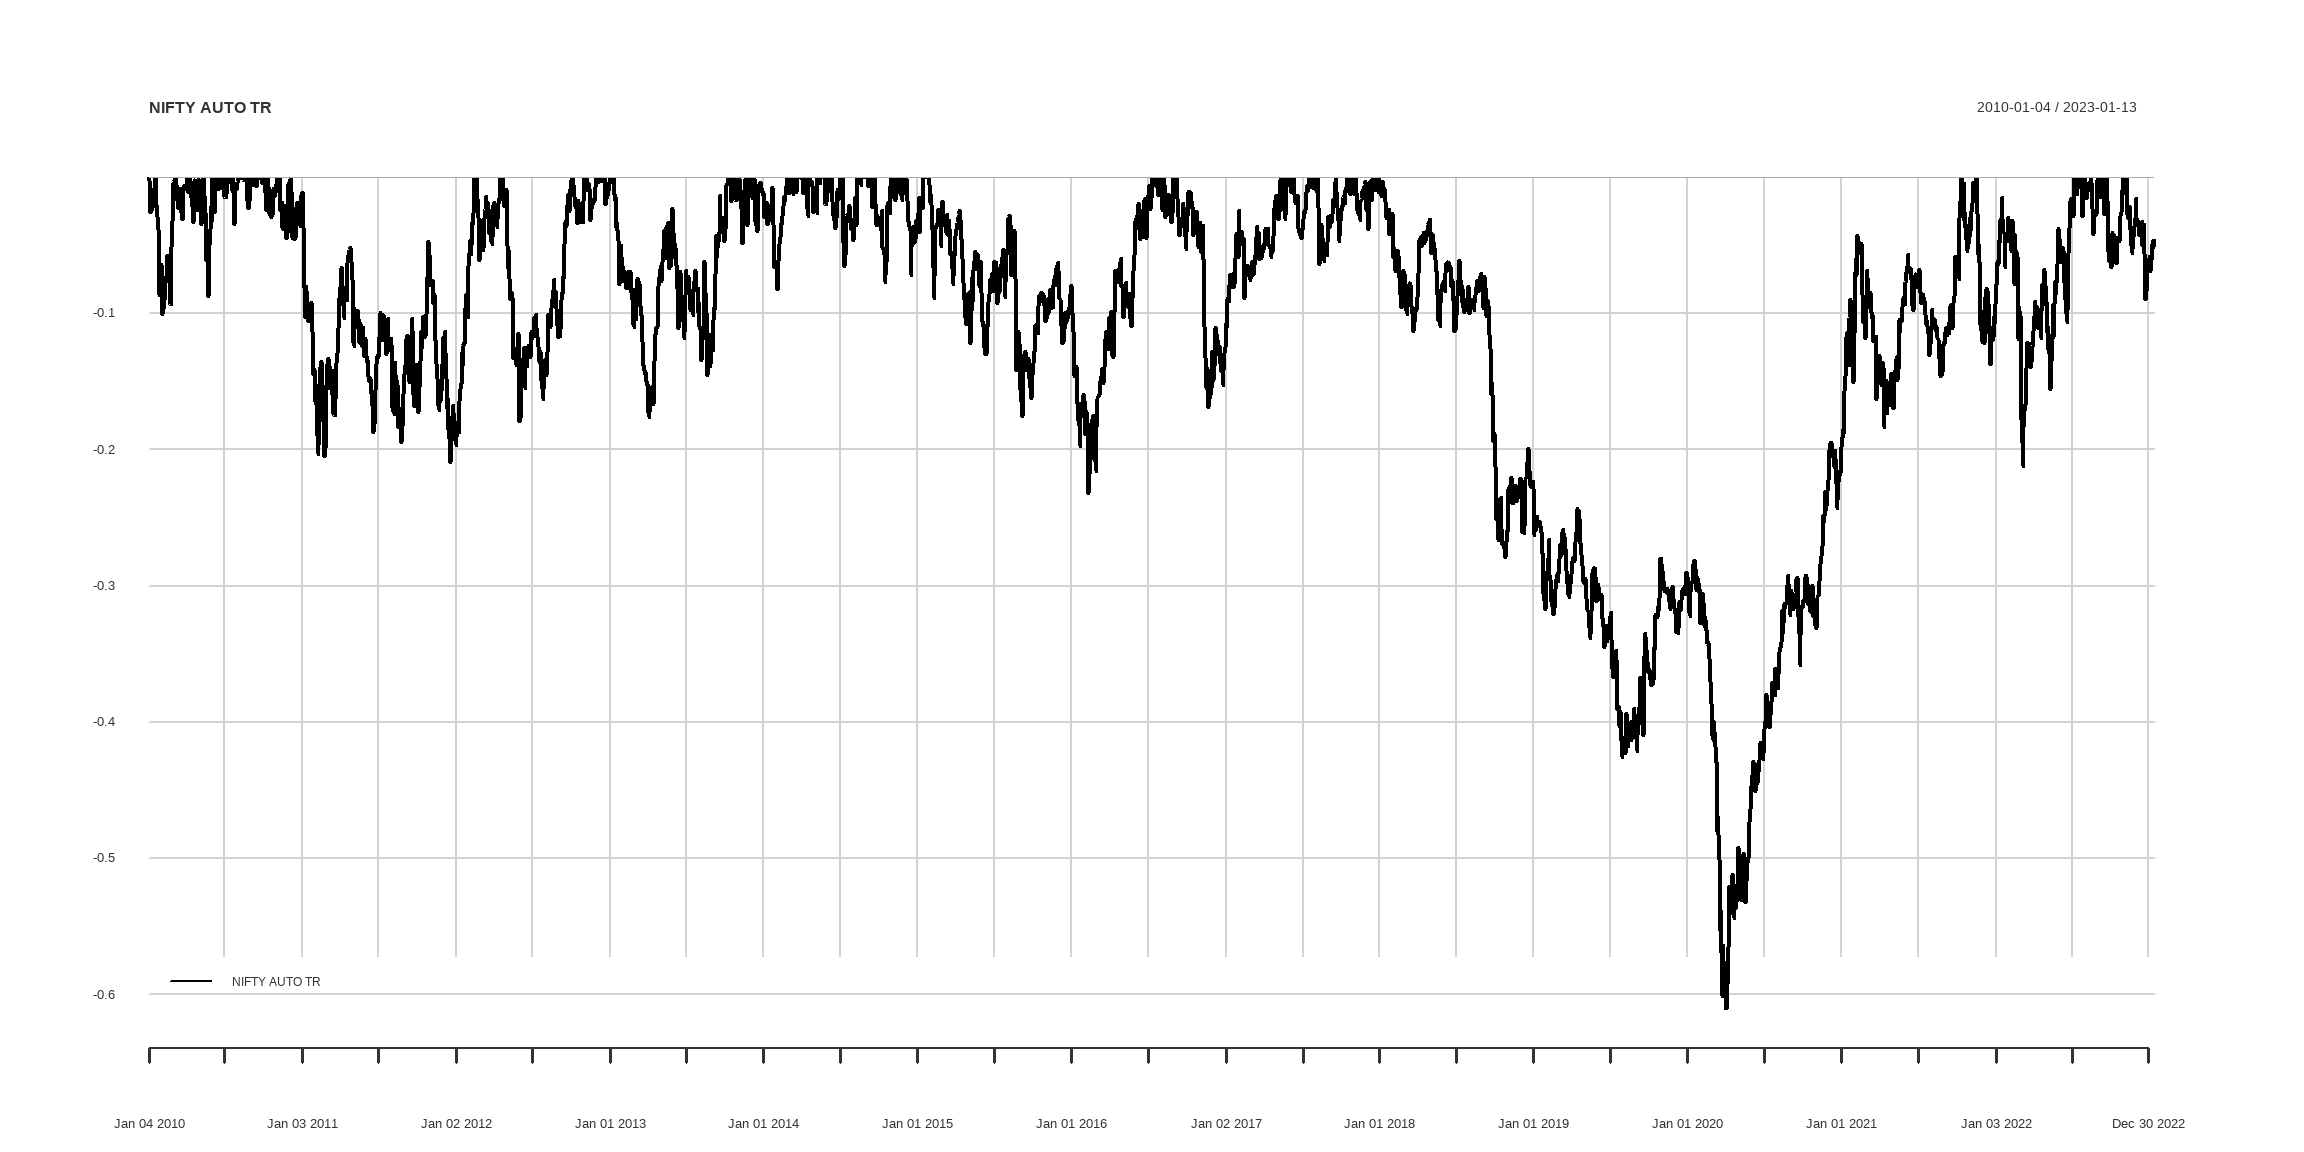 NIFTY AUTO TR
2010-01-04 / 2023-01-13
-0.1
-0.2
-0.3
-0.4
-0.5
-0.6
NIFTY AUTO TR
Jan 04 2010
Jan 03 2011
Jan 02 2012
Jan 01 2013
Jan 01 2014
Jan 01 2015
Jan 01 2016
Jan 02 2017
Jan 01 2018
Jan 01 2019
Jan 01 2020
Jan 01 2021
Jan 03 2022
Dec 30 2022